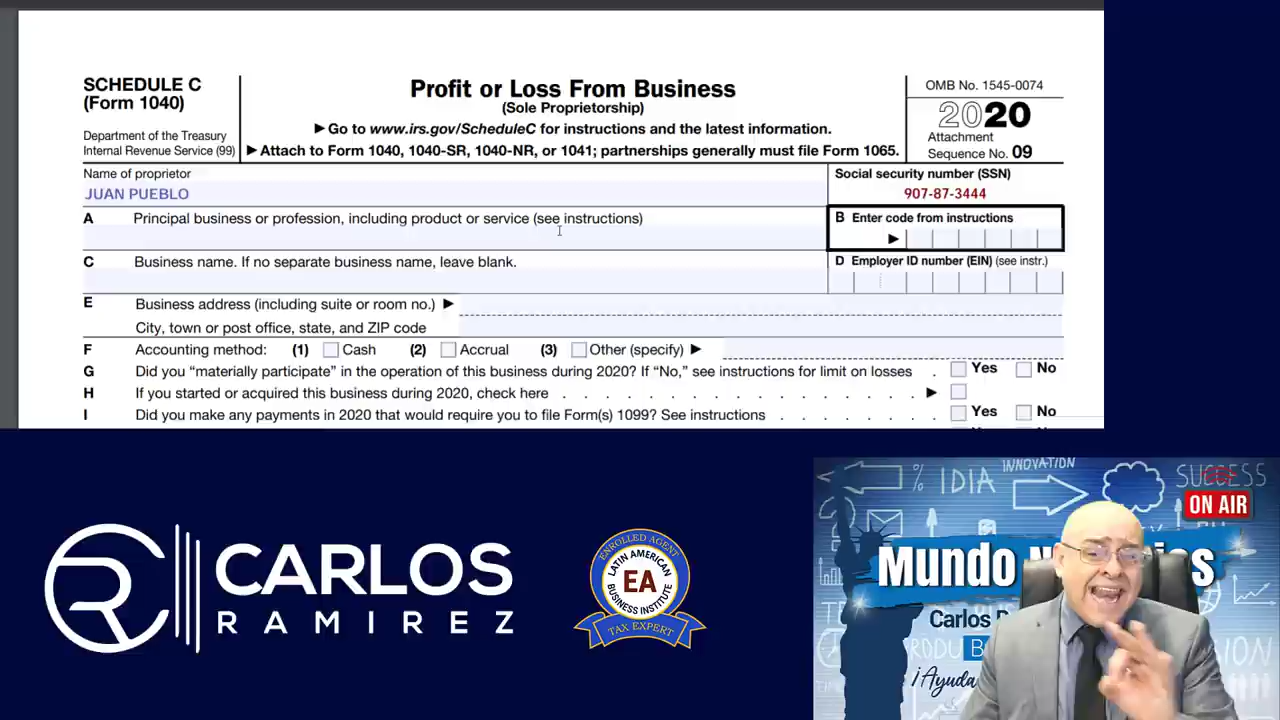 SCHEDULE C
(Form 1040)
Department of the Treasury
Internal Revenue Service (99)
Profit or Loss From Business
(Sole Proprietorship)
▶ Go to www.irs.gov/ScheduleC for instructions and the latest information.
▶ Attach to Form 1040, 1040-SR, 1040-NR, or 1041; partnerships generally must file Form 1065.
OMB No. 1545-0074
2020
Attachment
Sequence No. 09
Name of proprietor
JUAN PUEBLO
Social security number (SSN)
907-87-3444
A Principal business or profession, including product or service (see instructions)
B Enter code from instructions
▶
C Business name. If no separate business name, leave blank.
D Employer ID number (EIN) (see instr.)
E Business address (including suite or room no.) ▶
City, town or post office, state, and ZIP code
F Accounting method: (1) Cash (2) Accrual (3) Other (specify) ▶
G Did you “materially participate” in the operation of this business during 2020? If “No,” see instructions for limit on losses . Yes No
H If you started or acquired this business during 2020, check here . . . . . . . . . . . . . . . . . ▶
I Did you make any payments in 2020 that would require you to file Form(s) 1099? See instructions . . . . . . . . Yes No
CARLOS
RAMIREZ
ENROLLED AGENT
LATIN AMERICAN
EA
BUSINESS INSTITUTE
TAX EXPERT
% IDIA
INNOVATION
SUCCESS
ON AIR
Mundo
Carlos
¡Ayuda